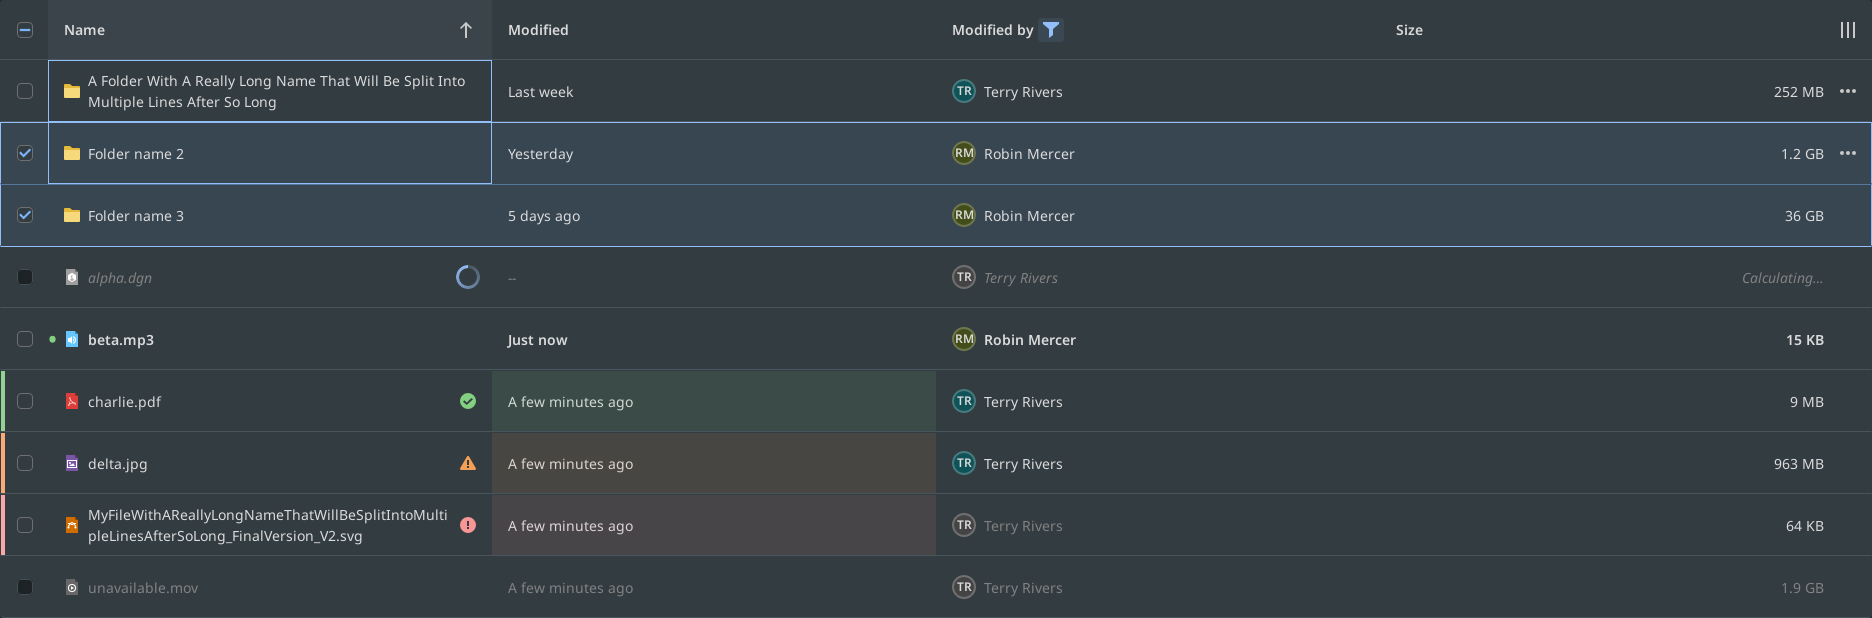 Name Modified Modified by Size
A Folder With A Really Long Name That Will Be Split Into
Multiple Lines After So Long
Last week TR Terry Rivers 252 MB
Folder name 2 Yesterday RM Robin Mercer 1.2 GB
Folder name 3 5 days ago RM Robin Mercer 36 GB
alpha.dgn -- TR Terry Rivers Calculating...
beta.mp3 Just now RM Robin Mercer 15 KB
charlie.pdf A few minutes ago TR Terry Rivers 9 MB
delta.jpg A few minutes ago TR Terry Rivers 963 MB
MyFileWithAReallyLongNameThatWillBeSplitIntoMulti
pleLinesAfterSoLong_FinalVersion_V2.svg
A few minutes ago TR Terry Rivers 64 KB
unavailable.mov A few minutes ago TR Terry Rivers 1.9 GB